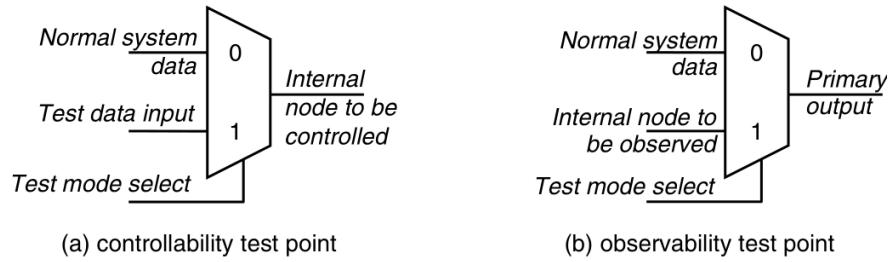 Normal system
data
0
Test data input
1
Internal
node to be
controlled
Test mode select
(a) controllability test point
Normal system
data
0
Internal node to
be observed
1
Primary
output
Test mode select
(b) observability test point